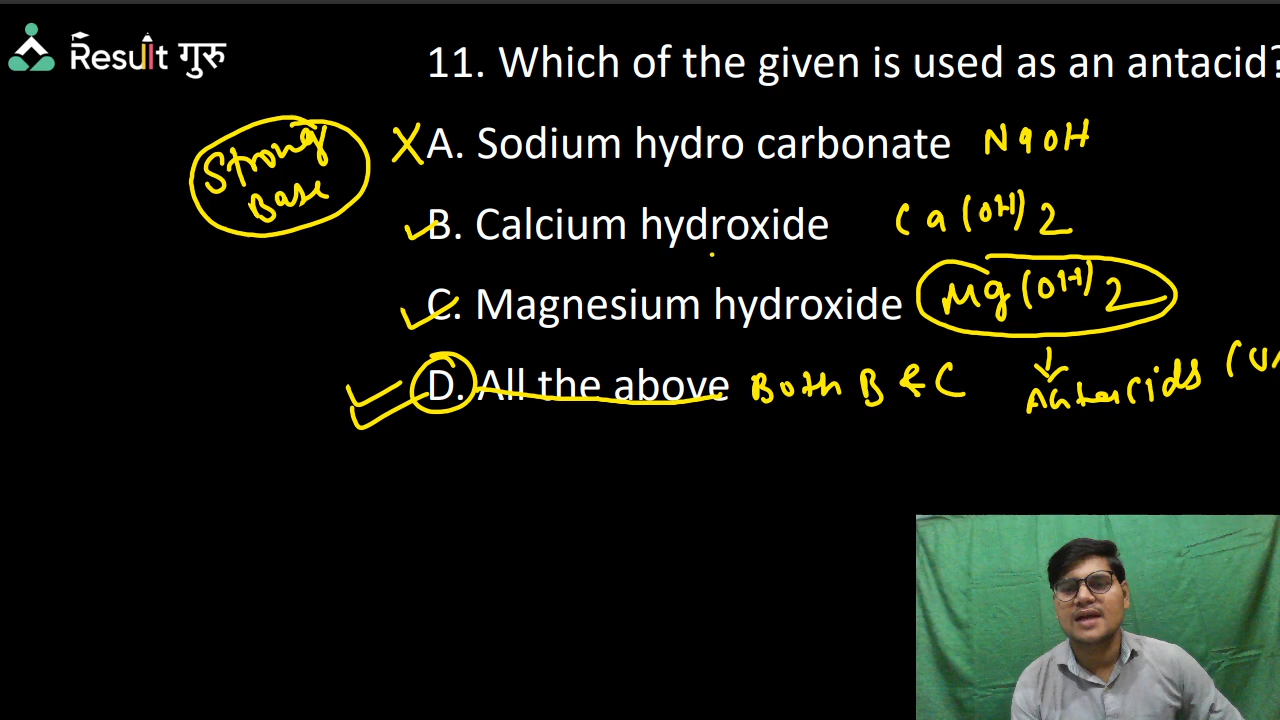 Result गुरु
11. Which of the given is used as an antacid?
Strong Base
X A. Sodium hydro carbonate NaOH
B. Calcium hydroxide Ca(OH)2
C. Magnesium hydroxide Mg(OH)2
D. All the above Both B & C